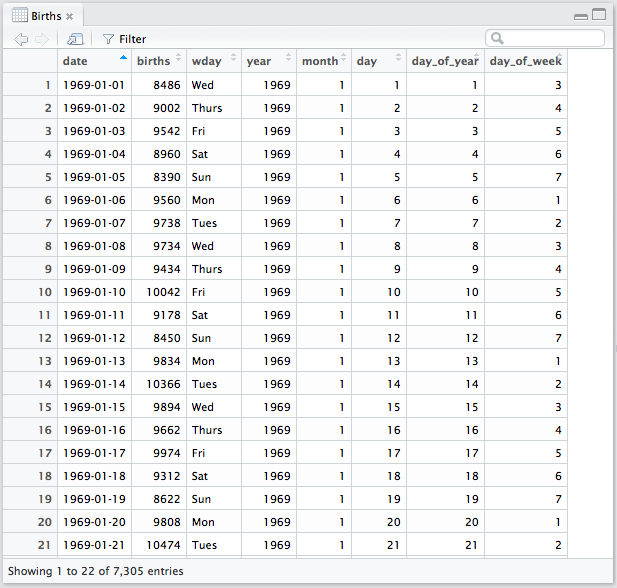 Births
Filter
date births wday year month day day_of_year day_of_week
1 1969-01-01 8486 Wed 1969 1 1 1 3
2 1969-01-02 9002 Thurs 1969 1 2 2 4
3 1969-01-03 9542 Fri 1969 1 3 3 5
4 1969-01-04 8960 Sat 1969 1 4 4 6
5 1969-01-05 8390 Sun 1969 1 5 5 7
6 1969-01-06 9560 Mon 1969 1 6 6 1
7 1969-01-07 9738 Tues 1969 1 7 7 2
8 1969-01-08 9734 Wed 1969 1 8 8 3
9 1969-01-09 9434 Thurs 1969 1 9 9 4
10 1969-01-10 10042 Fri 1969 1 10 10 5
11 1969-01-11 9178 Sat 1969 1 11 11 6
12 1969-01-12 8450 Sun 1969 1 12 12 7
13 1969-01-13 9834 Mon 1969 1 13 13 1
14 1969-01-14 10366 Tues 1969 1 14 14 2
15 1969-01-15 9894 Wed 1969 1 15 15 3
16 1969-01-16 9662 Thurs 1969 1 16 16 4
17 1969-01-17 9974 Fri 1969 1 17 17 5
18 1969-01-18 9312 Sat 1969 1 18 18 6
19 1969-01-19 8622 Sun 1969 1 19 19 7
20 1969-01-20 9808 Mon 1969 1 20 20 1
21 1969-01-21 10474 Tues 1969 1 21 21 2
Showing 1 to 22 of 7,305 entries